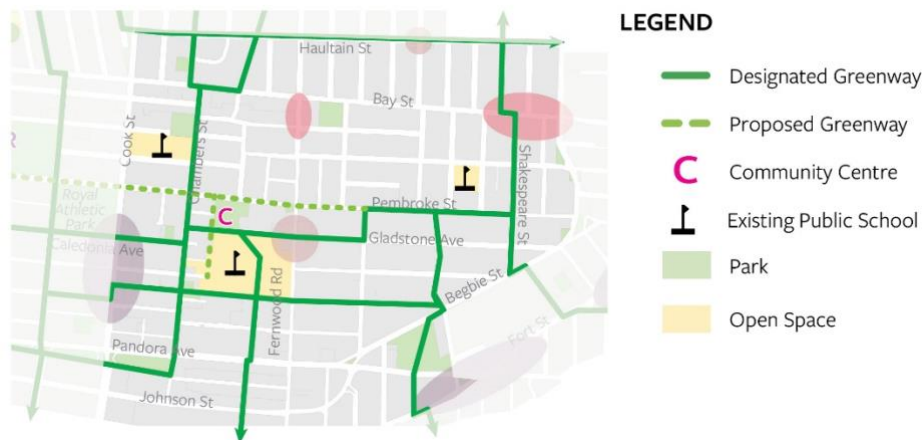 LEGEND
Designated Greenway
Proposed Greenway
C
Community Centre
Existing Public School
Park
Open Space
Haultain St
Bay St
Cook St
Chambers St
Shakespeare St
R
Royal
Athletic
Park
C
Pembroke St
Caledonia Ave
Gladstone Ave
Fernwood Rd
Begbie St
Fort St
Pandora Ave
Johnson St